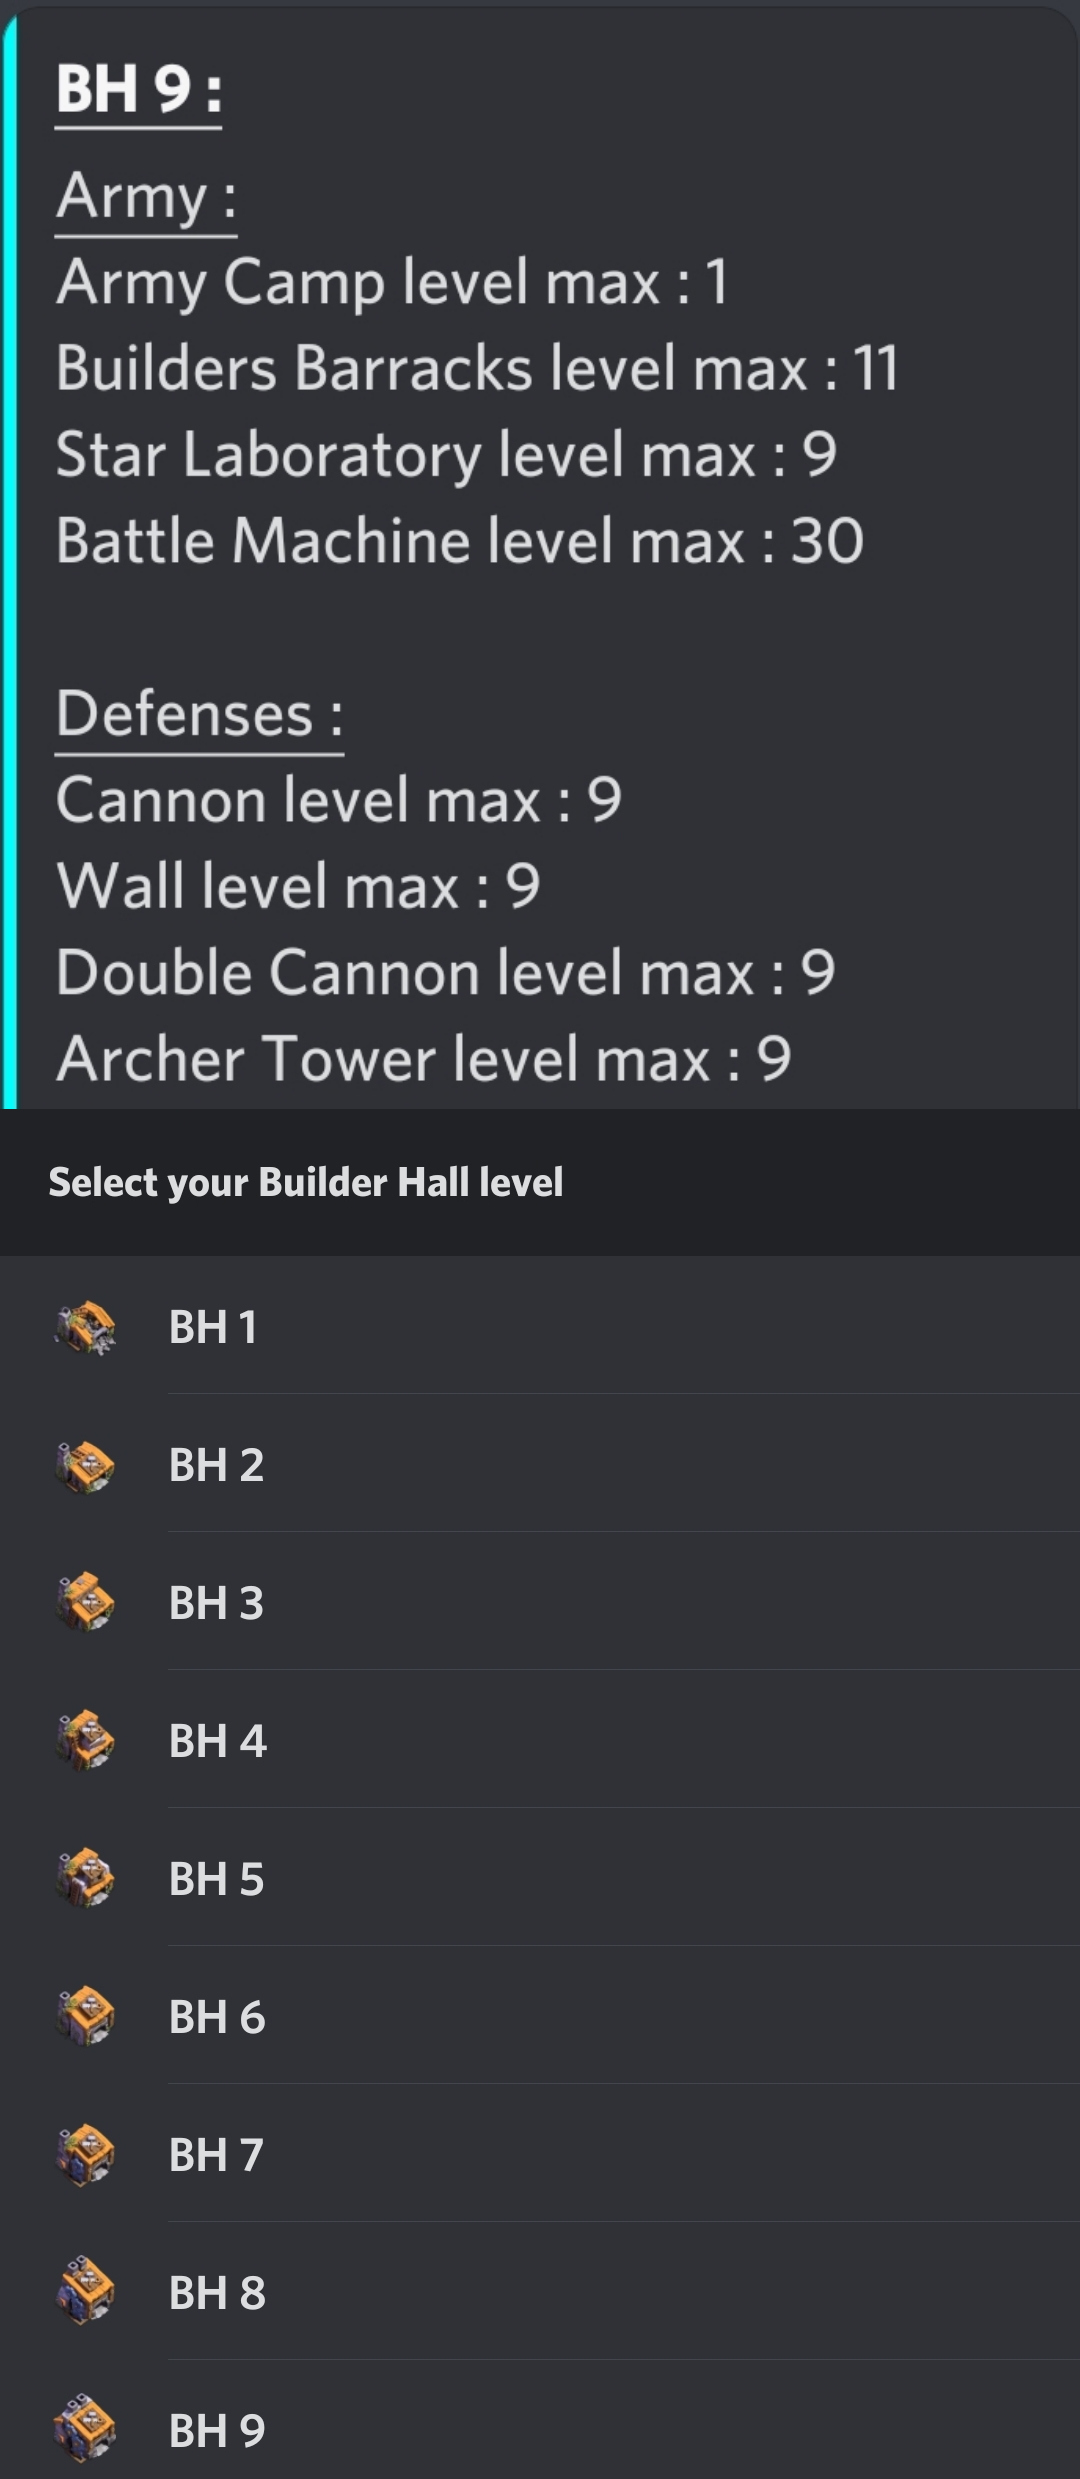 BH 9 :
Army :
Army Camp level max : 1
Builders Barracks level max : 11
Star Laboratory level max : 9
Battle Machine level max : 30
Defenses :
Cannon level max : 9
Wall level max : 9
Double Cannon level max : 9
Archer Tower level max : 9
Select your Builder Hall level
BH 1
BH 2
BH 3
BH 4
BH 5
BH 6
BH 7
BH 8
BH 9